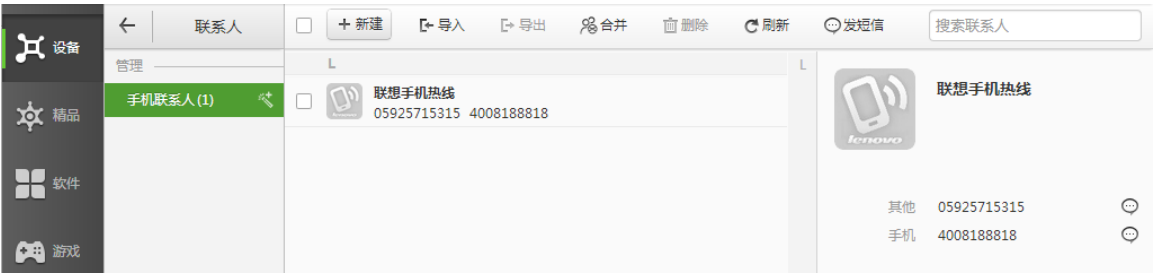 设备
精品
软件
游戏
联系人
管理
手机联系人(1)
新建 导入 导出 合并 删除 刷新 发短信 搜索联系人
L
联想手机热线
05925715315 4008188818
L
lenovo
联想手机热线
其他 05925715315
手机 4008188818